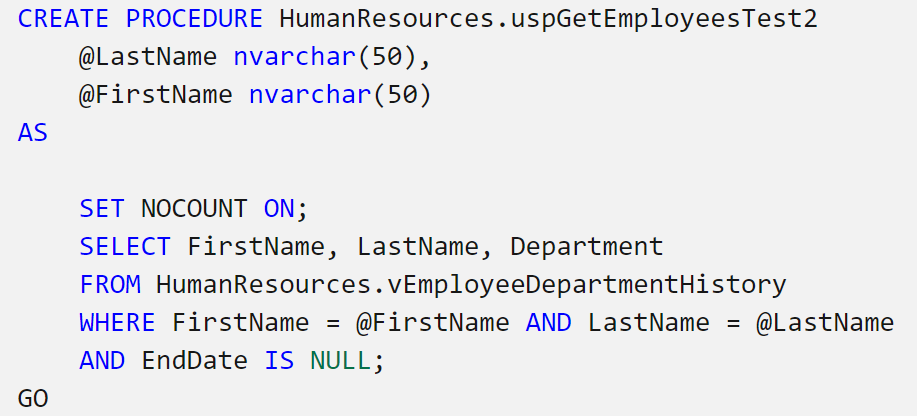 CREATE PROCEDURE HumanResources.uspGetEmployeesTest2
    @LastName nvarchar(50),
    @FirstName nvarchar(50)
AS
    SET NOCOUNT ON;
    SELECT FirstName, LastName, Department
    FROM HumanResources.vEmployeeDepartmentHistory
    WHERE FirstName = @FirstName AND LastName = @LastName
    AND EndDate IS NULL;
GO